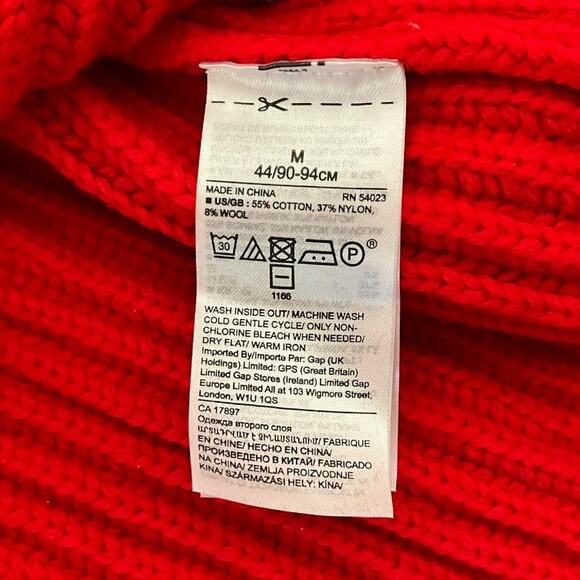 M
44/90-94CM
MADE IN CHINA RN 54023
■ US/GB : 55% COTTON, 37% NYLON,
8% WOOL
30 P ®
1166
WASH INSIDE OUT/ MACHINE WASH
COLD GENTLE CYCLE/ ONLY NON-
CHLORINE BLEACH WHEN NEEDED/
DRY FLAT/ WARM IRON
Imported By/Importe Par: Gap (UK
Holdings) Limited: GPS (Great Britain)
Limited Gap Stores (Ireland) Limited Gap
Europe Limited All at 103 Wigmore Street,
London, W1U 1QS
CA 17897
Одежда второго слоя
ԱՐՏԱԴՐՎԱԾ Է ՉԻՆԱՍՏԱՆՈՒՄ/ FABRIQUE
EN CHINE/ HECHO EN CHINA/
ПРОИЗВЕДЕНО В КИТАЙ/ FABRICADO
NA CHINA/ ZEMLJA PROIZVODNJE
KINA/ SZÁRMAZÁSI HELY: KÍNA/